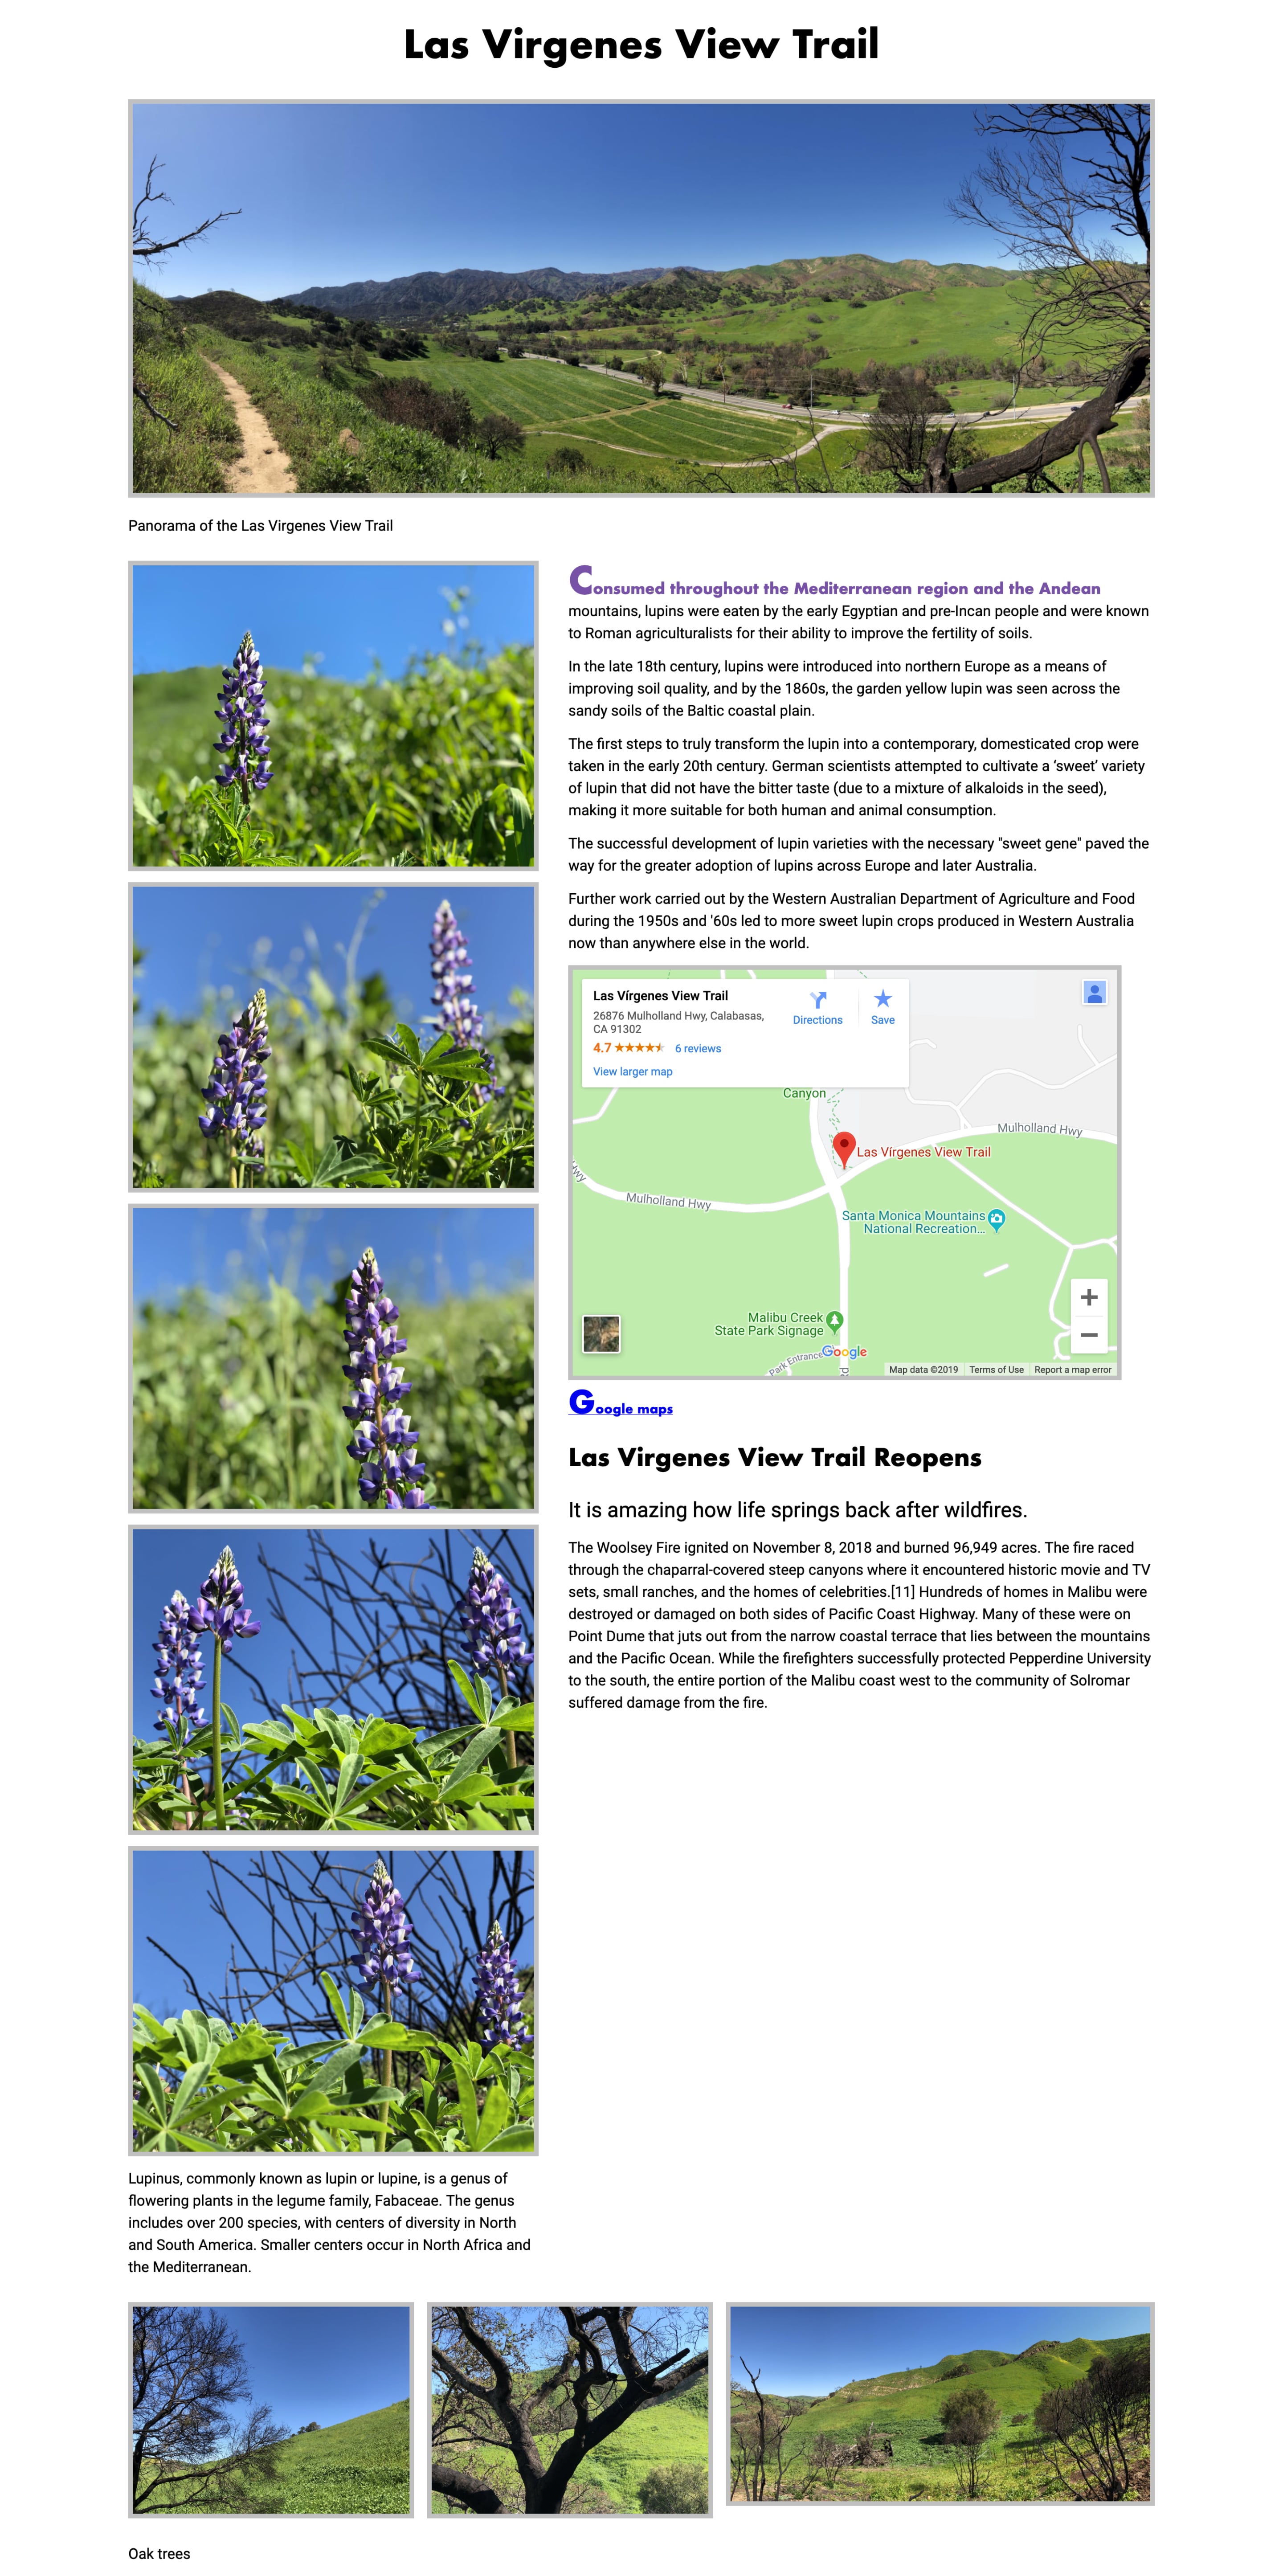 Las Virgenes View Trail
Panorama of the Las Virgenes View Trail
Consumed throughout the Mediterranean region and the Andean
mountains, lupins were eaten by the early Egyptian and pre-Incan people and were known
to Roman agriculturalists for their ability to improve the fertility of soils.
In the late 18th century, lupins were introduced into northern Europe as a means of
improving soil quality, and by the 1860s, the garden yellow lupin was seen across the
sandy soils of the Baltic coastal plain.
The first steps to truly transform the lupin into a contemporary, domesticated crop were
taken in the early 20th century. German scientists attempted to cultivate a ‘sweet’ variety
of lupin that did not have the bitter taste (due to a mixture of alkaloids in the seed),
making it more suitable for both human and animal consumption.
The successful development of lupin varieties with the necessary "sweet gene" paved the
way for the greater adoption of lupins across Europe and later Australia.
Further work carried out by the Western Australian Department of Agriculture and Food
during the 1950s and '60s led to more sweet lupin crops produced in Western Australia
now than anywhere else in the world.
Las Vírgenes View Trail
26876 Mulholland Hwy, Calabasas,
CA 91302
4.7 6 reviews
View larger map
Directions
Save
Canyon
Mulholland Hwy
Las Vírgenes View Trail
Hwy
Mulholland Hwy
Santa Monica Mountains
National Recreation...
Malibu Creek
State Park Signage
Park Entrance
Google
Map data ©2019 Terms of Use Report a map error
Google maps
Las Virgenes View Trail Reopens
It is amazing how life springs back after wildfires.
The Woolsey Fire ignited on November 8, 2018 and burned 96,949 acres. The fire raced
through the chaparral-covered steep canyons where it encountered historic movie and TV
sets, small ranches, and the homes of celebrities.[11] Hundreds of homes in Malibu were
destroyed or damaged on both sides of Pacific Coast Highway. Many of these were on
Point Dume that juts out from the narrow coastal terrace that lies between the mountains
and the Pacific Ocean. While the firefighters successfully protected Pepperdine University
to the south, the entire portion of the Malibu coast west to the community of Solromar
suffered damage from the fire.
Lupinus, commonly known as lupin or lupine, is a genus of
flowering plants in the legume family, Fabaceae. The genus
includes over 200 species, with centers of diversity in North
and South America. Smaller centers occur in North Africa and
the Mediterranean.
Oak trees